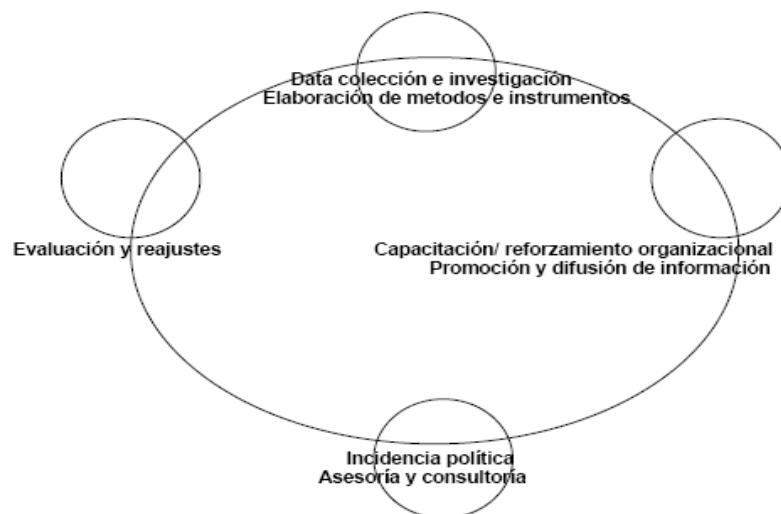 Data colección e investigación
Elaboración de metodos e instrumentos
Evaluación y reajustes
Capacitación/ reforzamiento organizacional
Promoción y difusión de información
Incidencia política
Asesoría y consultoría